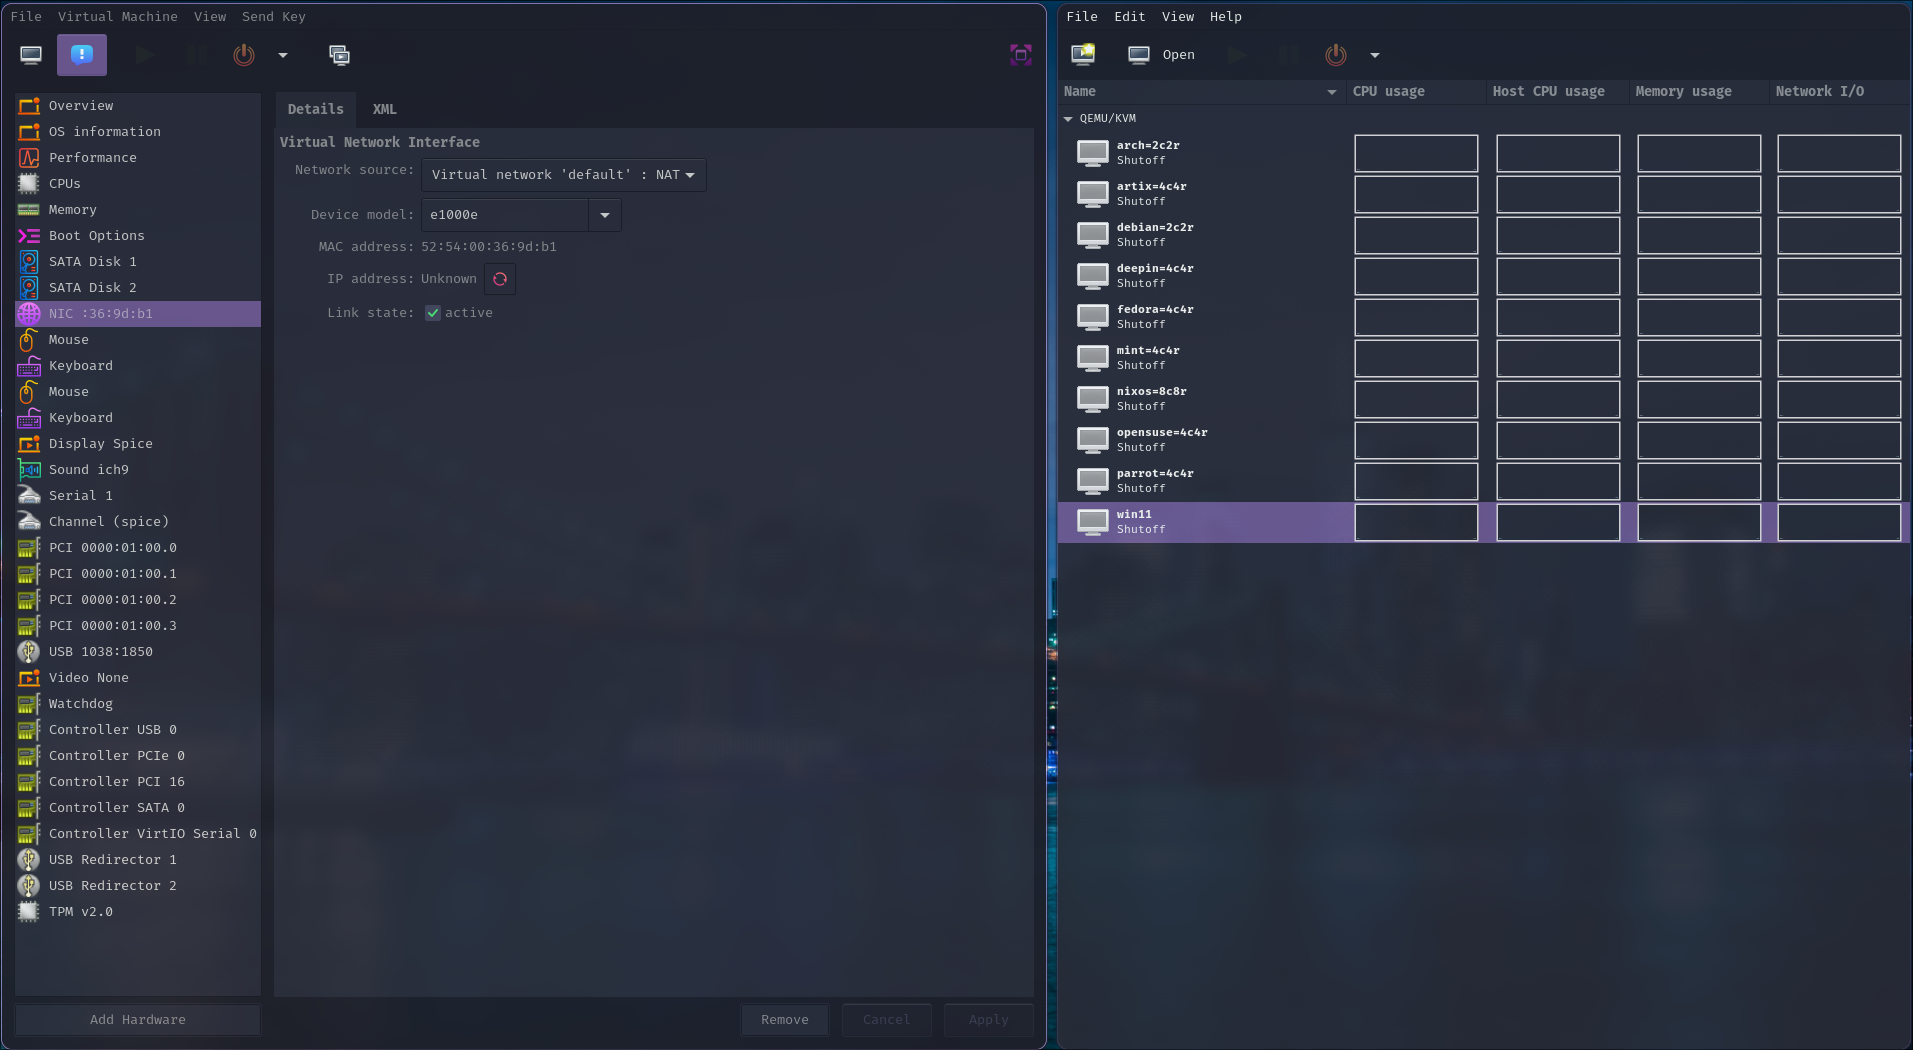 File Virtual Machine View Send Key
Overview
OS information
Performance
CPUs
Memory
Boot Options
SATA Disk 1
SATA Disk 2
NIC :36:9d:b1
Mouse
Keyboard
Mouse
Keyboard
Display Spice
Sound ich9
Serial 1
Channel (spice)
PCI 0000:01:00.0
PCI 0000:01:00.1
PCI 0000:01:00.2
PCI 0000:01:00.3
USB 1038:1850
Video None
Watchdog
Controller USB 0
Controller PCIe 0
Controller PCI 16
Controller SATA 0
Controller VirtIO Serial 0
USB Redirector 1
USB Redirector 2
TPM v2.0
Add Hardware
Details XML
Virtual Network Interface
Network source: Virtual network 'default' : NAT
Device model: e1000e
MAC address: 52:54:00:36:9d:b1
IP address: Unknown
Link state: active
Remove Cancel Apply
File Edit View Help
Open
Name CPU usage Host CPU usage Memory usage Network I/O
QEMU/KVM
arch=2c2r
Shutoff
artix=4c4r
Shutoff
debian=2c2r
Shutoff
deepin=4c4r
Shutoff
fedora=4c4r
Shutoff
mint=4c4r
Shutoff
nixos=8c8r
Shutoff
opensuse=4c4r
Shutoff
parrot=4c4r
Shutoff
win11
Shutoff